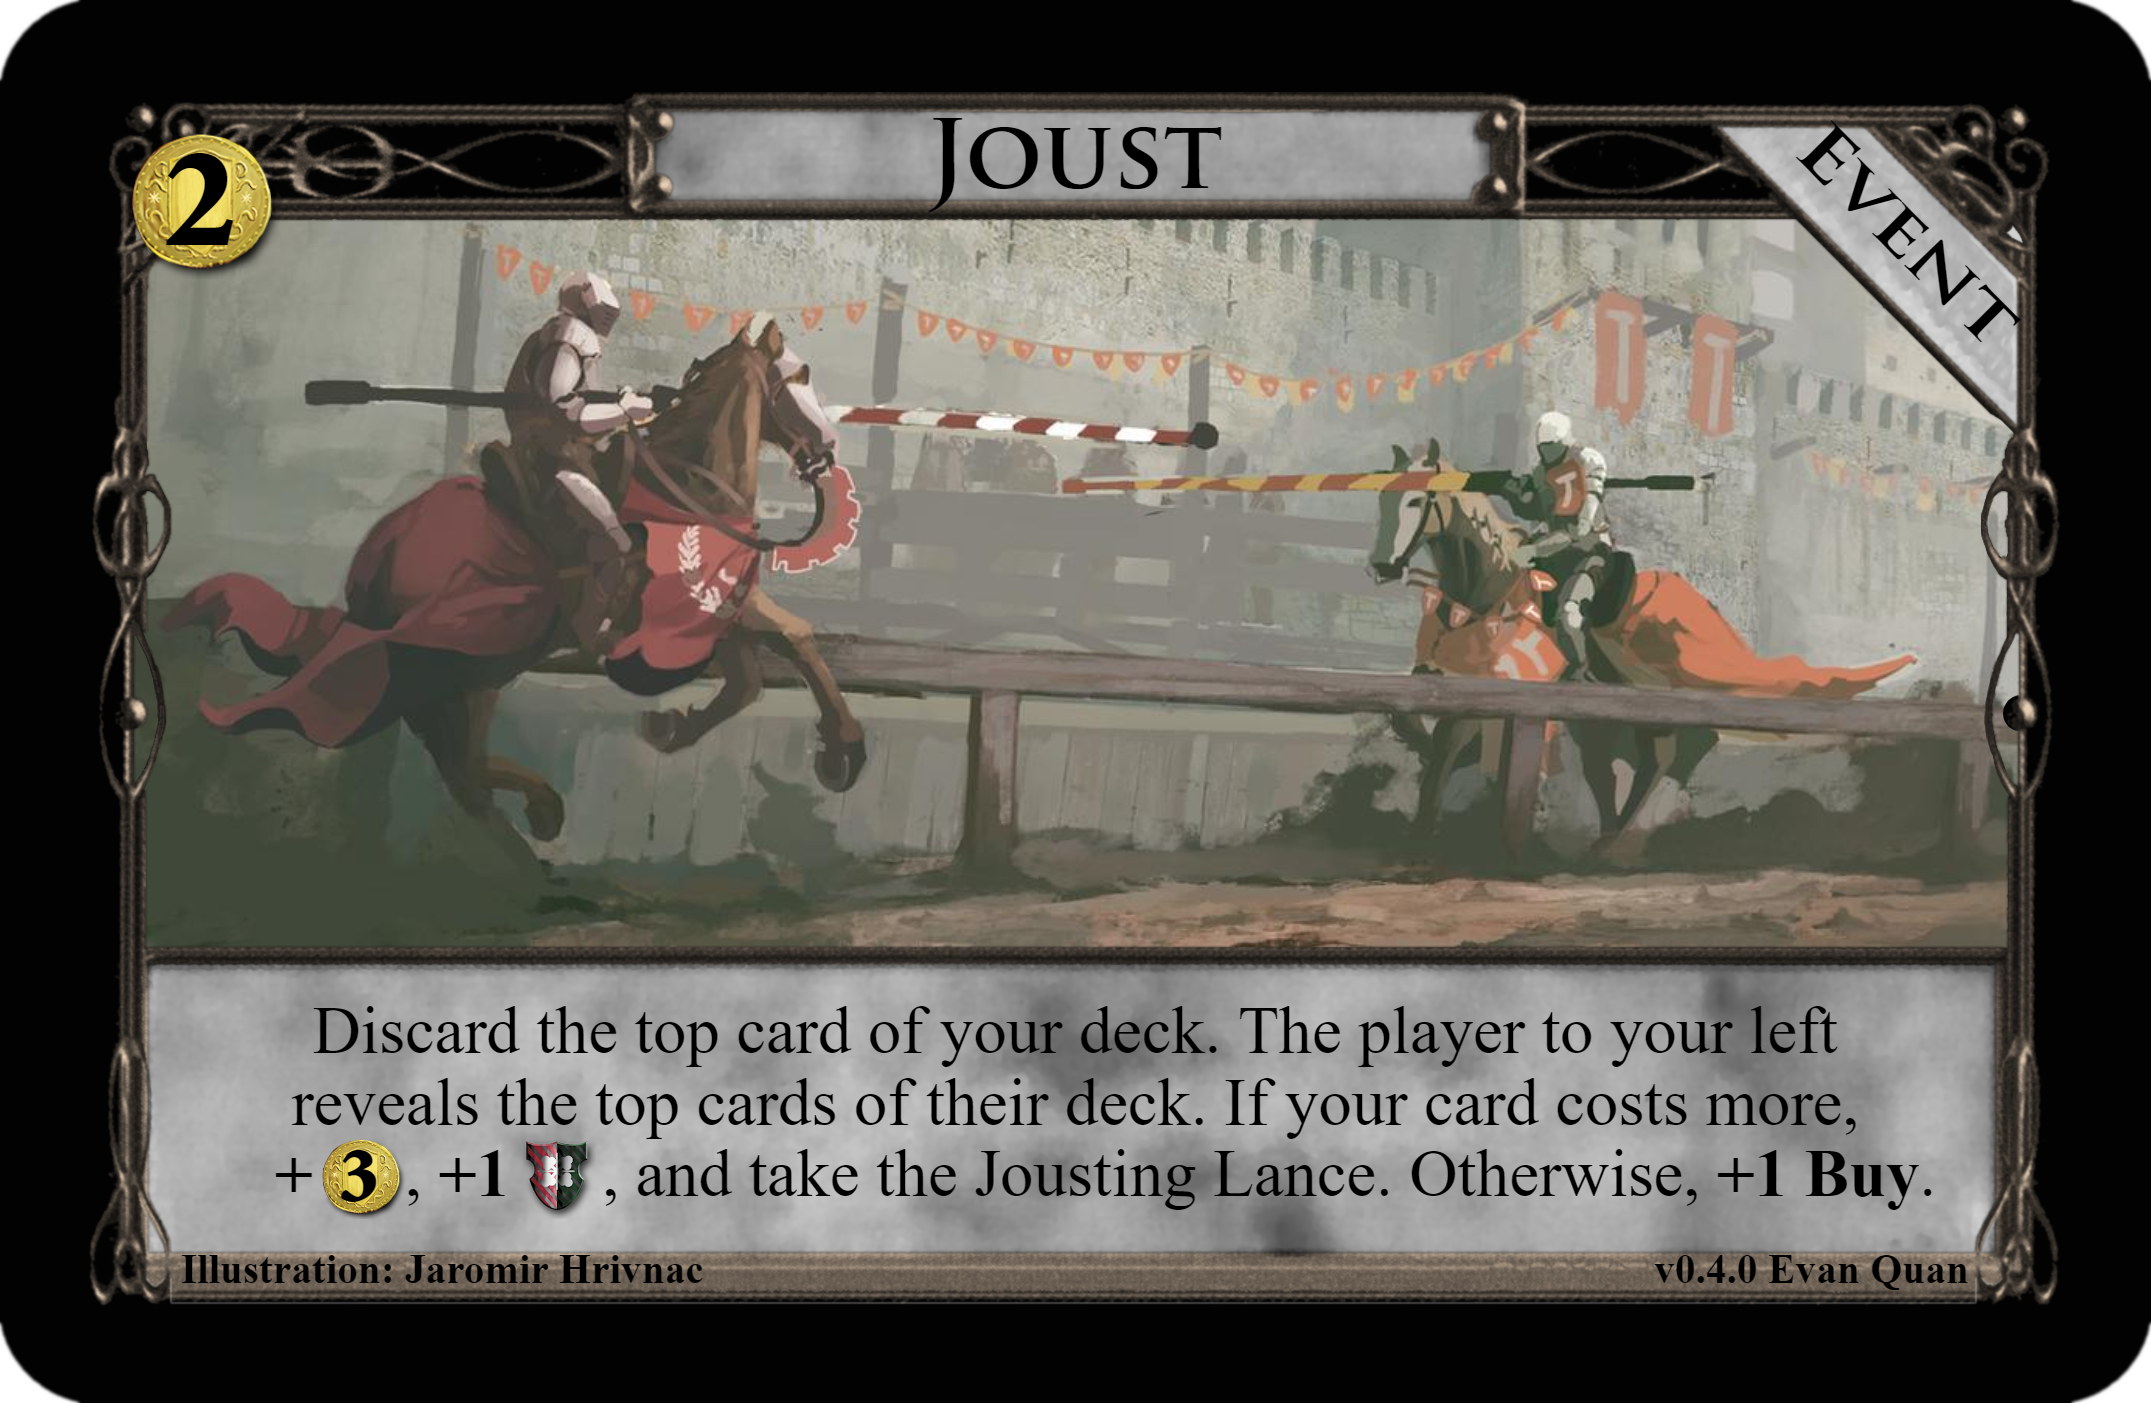 2
JOUST
EVENT
Discard the top card of your deck. The player to your left
reveals the top cards of their deck. If your card costs more,
+ 3, +1 , and take the Jousting Lance. Otherwise, +1 Buy.
Illustration: Jaromir Hrivnac
v0.4.0 Evan Quan